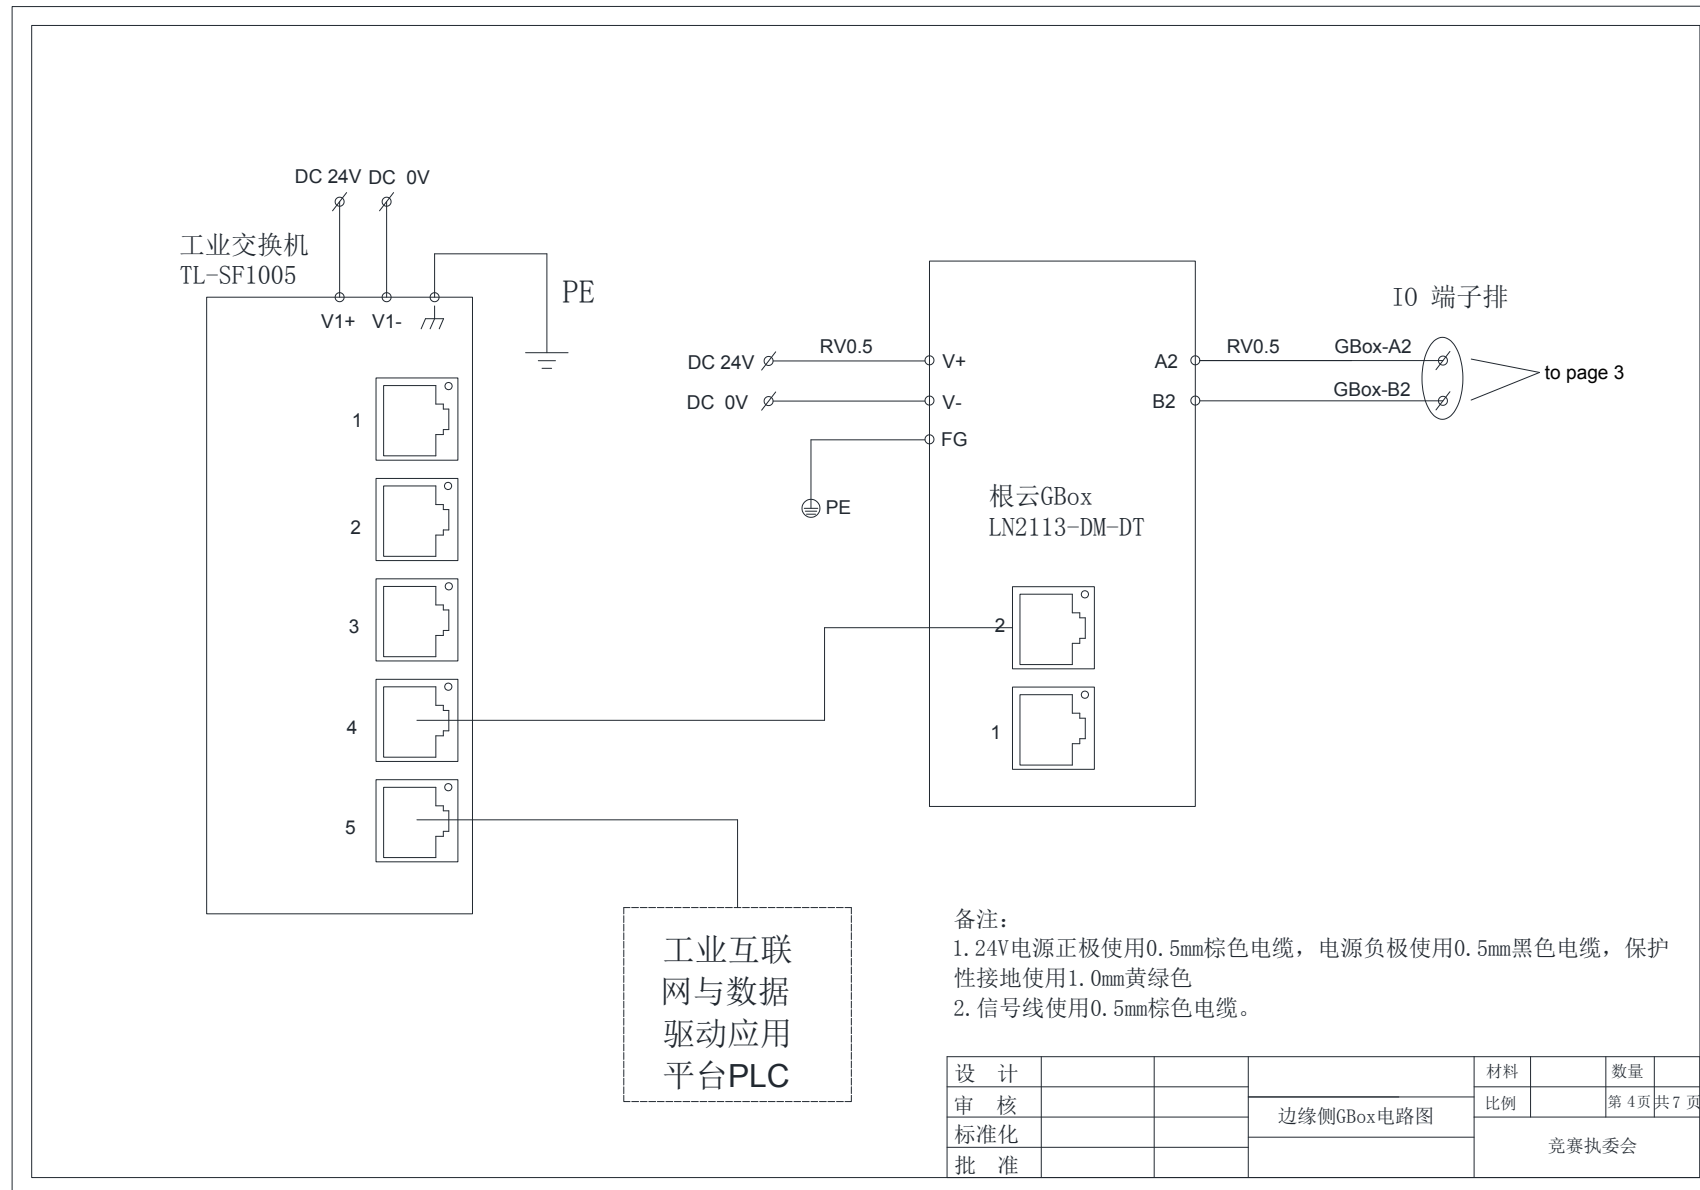 DC 24V DC 0V
工业交换机
TL-SF1005
PE
V1+ V1-
1
2
3
4
5
DC 24V RV0.5 V+
DC 0V V-
FG
PE
根云GBox
LN2113-DM-DT
2
1
IO 端子排
A2 RV0.5 GBox-A2
B2 GBox-B2
to page 3
工业互联
网与数据
驱动应用
平台PLC
备注:
1.24V电源正极使用0.5mm棕色电缆，电源负极使用0.5mm黑色电缆，保护
性接地使用1.0mm黄绿色
2.信号线使用0.5mm棕色电缆。
设 计 材料 数量
审 核 比例 第 4页 共7 页
边缘侧GBox电路图
标准化
竞赛执委会
批 准